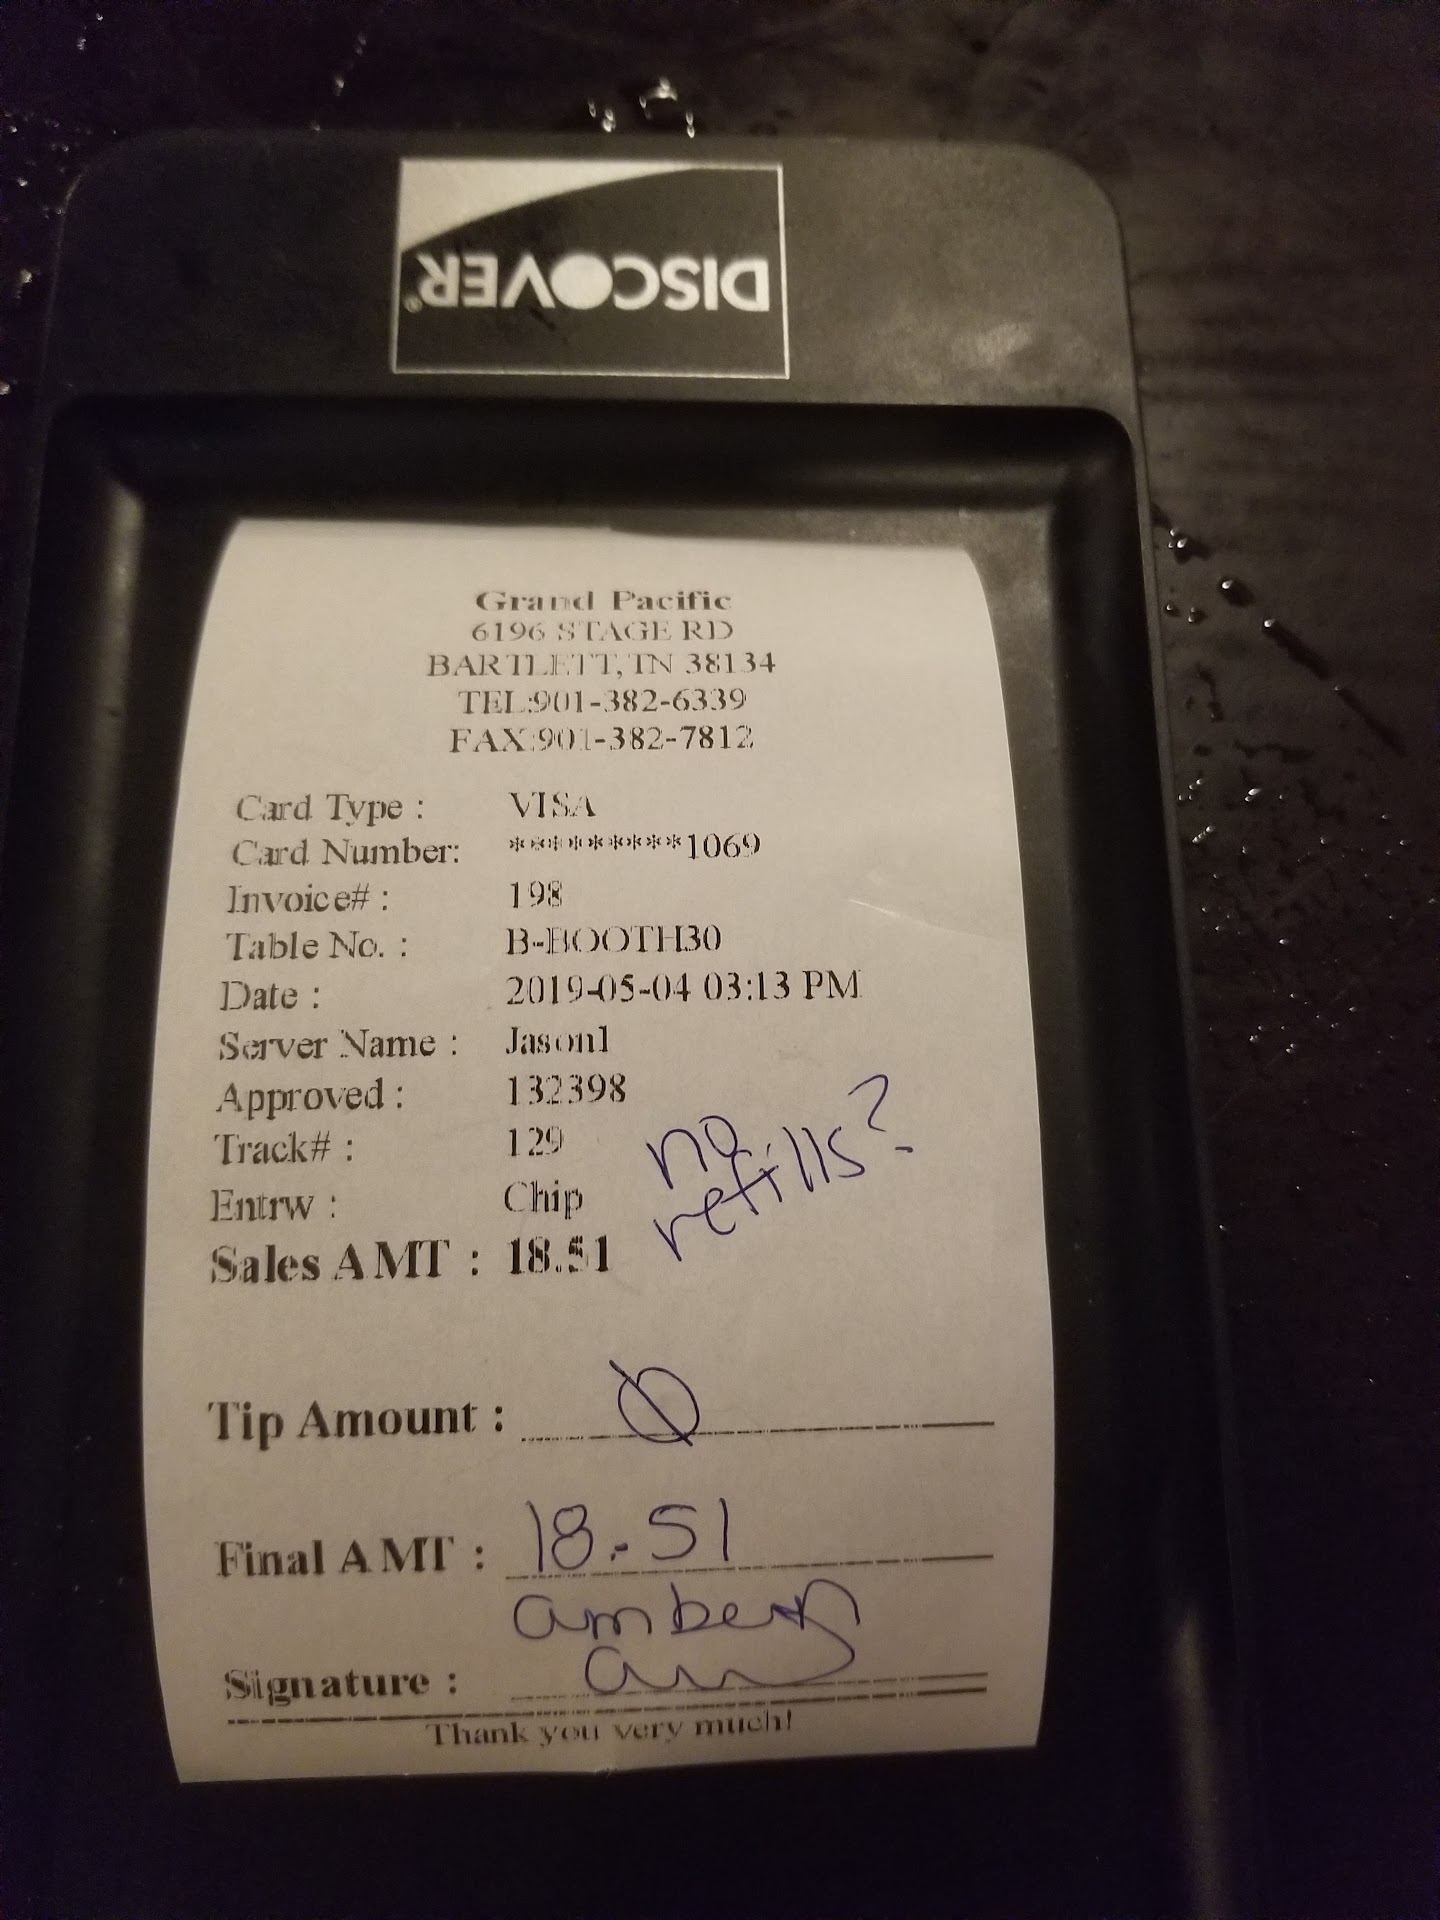 DISCOVER®
Grand Pacific
6196 STAGE RD
BARTLETT, TN 38134
TEL:901-382-6339
FAX:901-382-7812
Card Type : VISA
Card Number: **********1069
Invoice# : 198
Table No. : B-BOOTH30
Date : 2019-05-04 03:13 PM
Server Name : Jason1
Approved : 132398
Track# : 129
Entrw : Chip
no
refills?
Sales AMT : 18.51
Tip Amount : 0
Final AMT : 18.51
Signature :
Thank you very much!